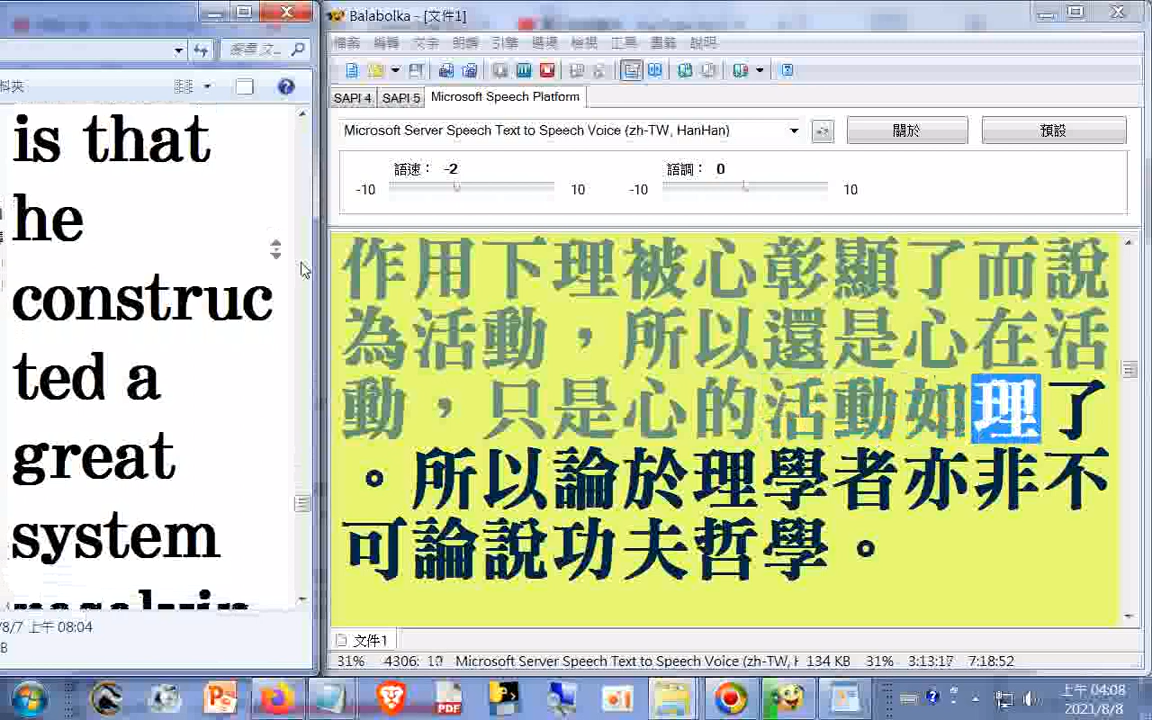 is that
he
construc
ted a
great
system
/8/7 上午 08:04
B
Balabolka - [文件1]
檔案 編輯 文字 朗讀 引擎 選項 檢視 工具 書籤 說明
SAPI 4 SAPI 5 Microsoft Speech Platform
Microsoft Server Speech Text to Speech Voice (zh-TW, HanHan)
關於
預設
語速： -2
-10 10
語調： 0
-10 10
作用下理被心彰顯了而說
為活動，所以還是心在活
動，只是心的活動如理了
。所以論於理學者亦非不
可論說功夫哲學。
文件1
31% 4306: 10 Microsoft Server Speech Text to Speech Voice (zh-TW, H 134 KB 31% 3:13:17 7:18:52
PDF
上午 04:08
2021/8/8